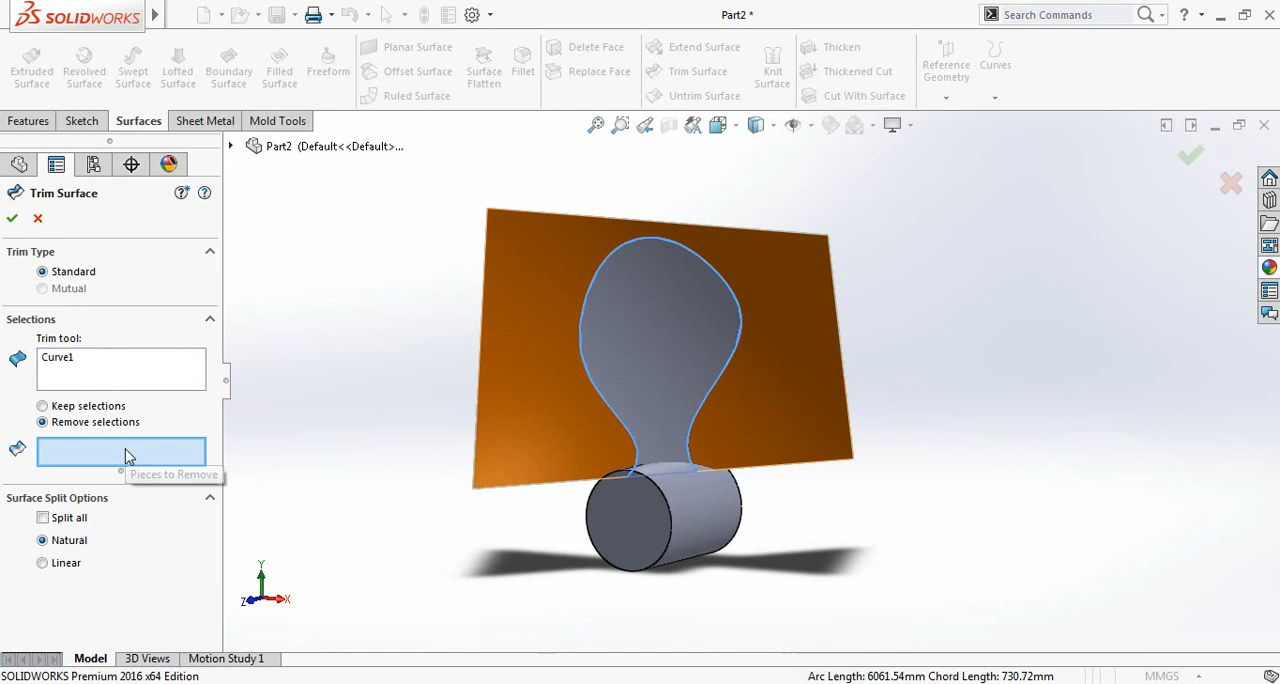 SOLIDWORKS
Part2 *
Search Commands
?
Extruded Surface
Revolved Surface
Swept Surface
Lofted Surface
Boundary Surface
Filled Surface
Freeform
Planar Surface
Offset Surface
Ruled Surface
Surface Flatten
Fillet
Delete Face
Replace Face
Extend Surface
Trim Surface
Untrim Surface
Knit Surface
Thicken
Thickened Cut
Cut With Surface
Reference Geometry
Curves
Features
Sketch
Surfaces
Sheet Metal
Mold Tools
Part2 (Default<<Default>...
Trim Surface
Trim Type
Standard
Mutual
Selections
Trim tool:
Curve1
Keep selections
Remove selections
Pieces to Remove
Surface Split Options
Split all
Natural
Linear
Y
Z
X
Model
3D Views
Motion Study 1
SOLIDWORKS Premium 2016 x64 Edition
Arc Length: 6061.54mm Chord Length: 730.72mm
MMGS